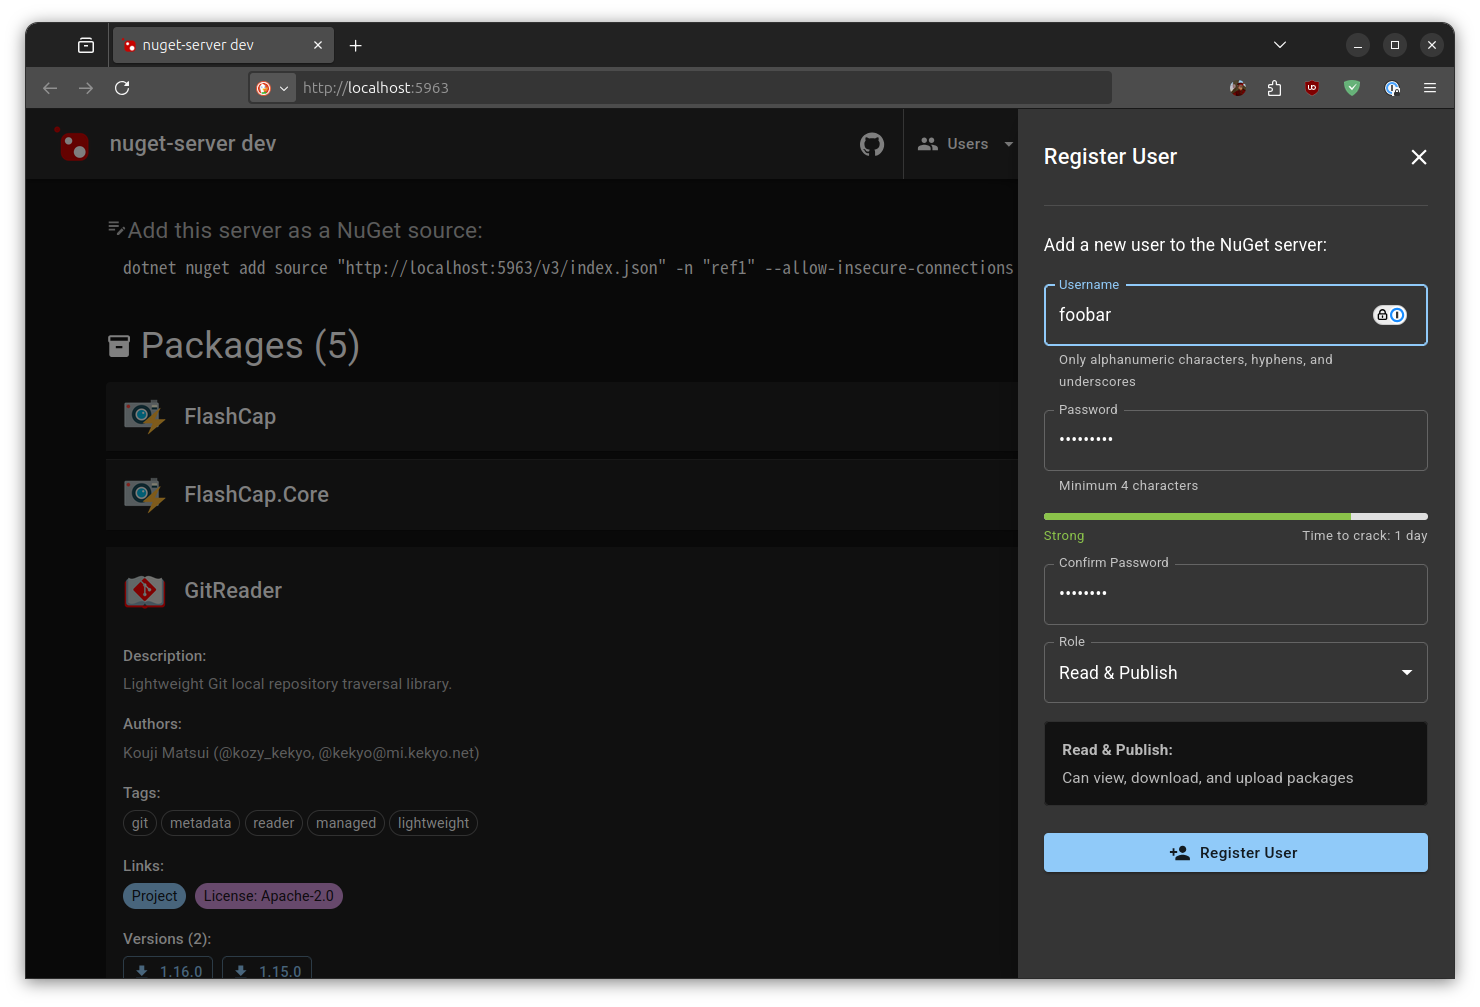 nuget-server dev
http://localhost:5963
nuget-server dev
Users
Add this server as a NuGet source:
dotnet nuget add source "http://localhost:5963/v3/index.json" -n "ref1" --allow-insecure-connections
Packages (5)
FlashCap
FlashCap.Core
GitReader
Description:
Lightweight Git local repository traversal library.
Authors:
Kouji Matsui (@kozy_kekyo, @kekyo@mi.kekyo.net)
Tags:
git metadata reader managed lightweight
Links:
Project License: Apache-2.0
Versions (2):
1.16.0 1.15.0
Register User
Add a new user to the NuGet server:
Username
foobar
Only alphanumeric characters, hyphens, and
underscores
Password
•••••••••
Minimum 4 characters
Strong Time to crack: 1 day
Confirm Password
••••••••
Role
Read & Publish
Read & Publish:
Can view, download, and upload packages
Register User